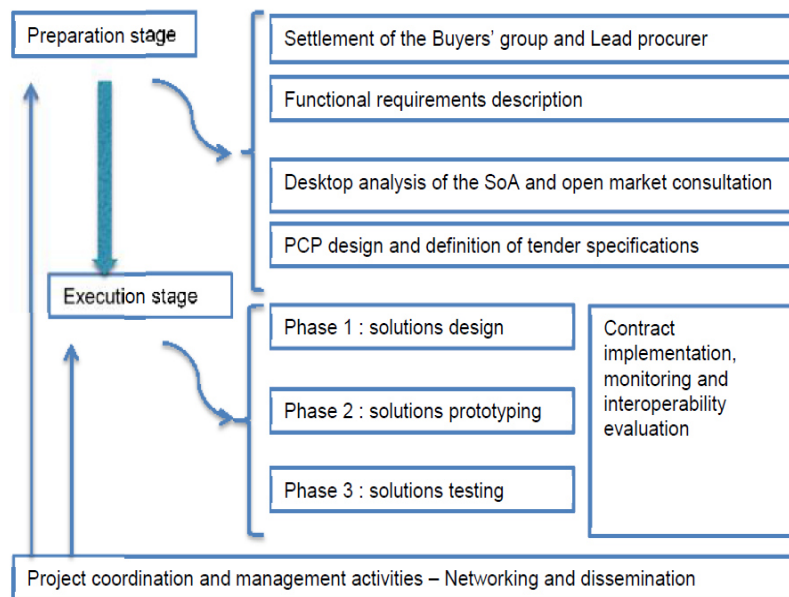 Preparation stage
Settlement of the Buyers' group and Lead procurer
Functional requirements description
Desktop analysis of the SoA and open market consultation
PCP design and definition of tender specifications
Execution stage
Phase 1 : solutions design
Phase 2 : solutions prototyping
Phase 3 : solutions testing
Contract
implementation,
monitoring and
interoperability
evaluation
Project coordination and management activities – Networking and dissemination